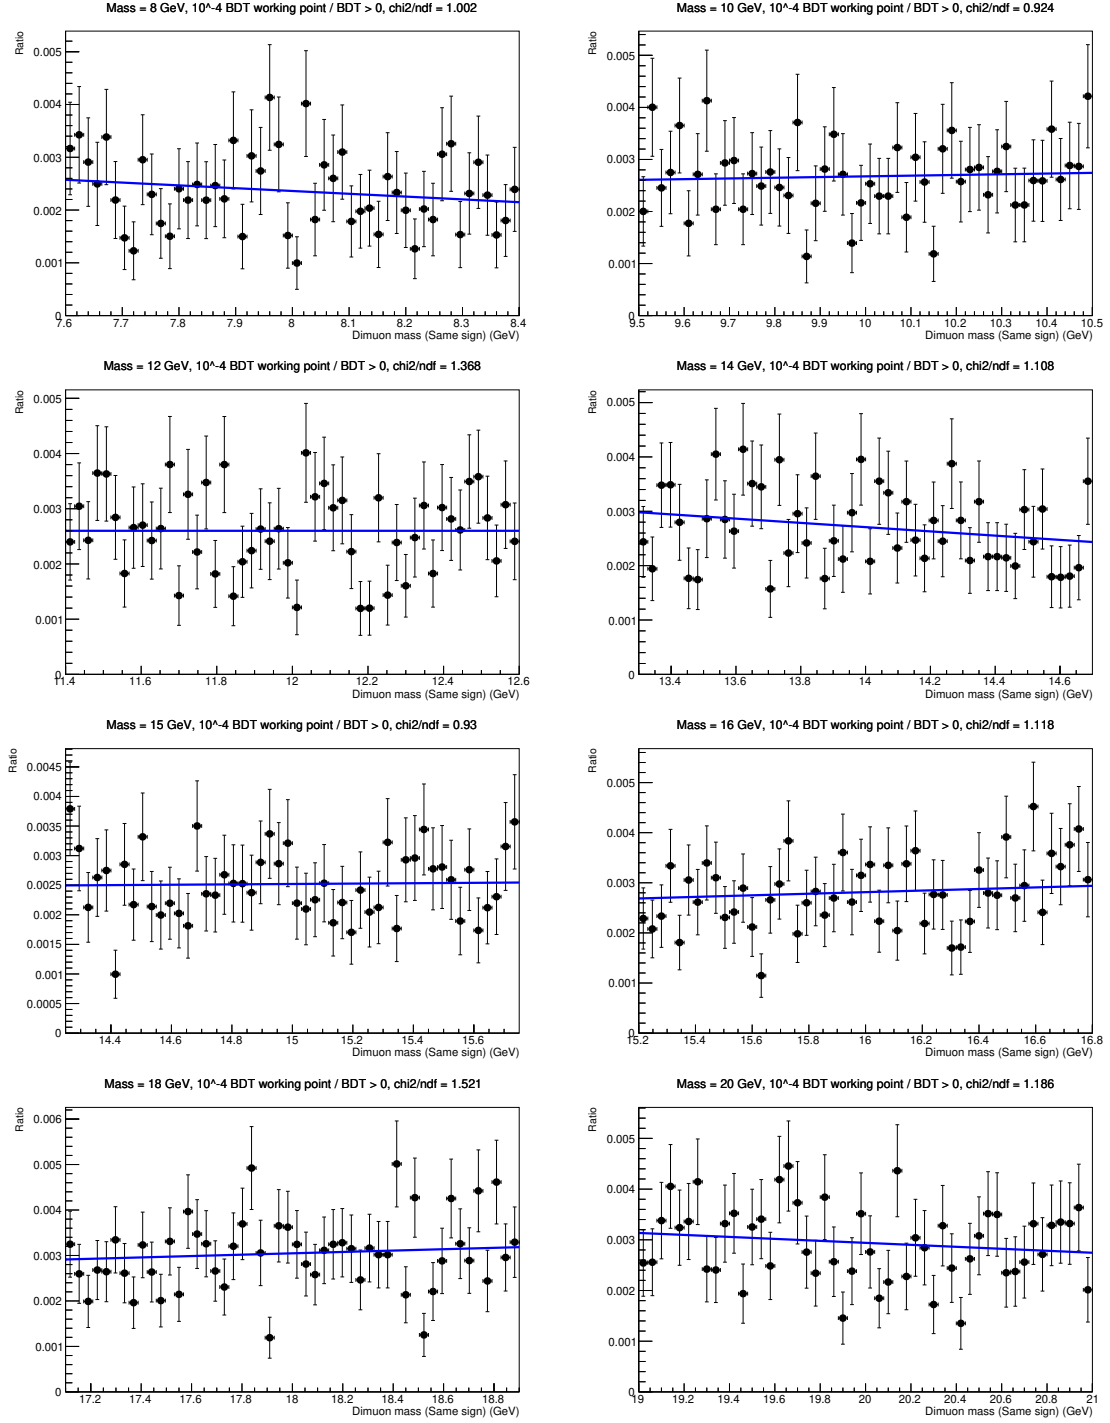 Mass = 8 GeV, 10^-4 BDT working point / BDT > 0, chi2/ndf = 1.002
Ratio
0.005
0.004
0.003
0.002
0.001
0
7.6 7.7 7.8 7.9 8 8.1 8.2 8.3 8.4
Dimuon mass (Same sign) (GeV)
Mass = 10 GeV, 10^-4 BDT working point / BDT > 0, chi2/ndf = 0.924
Ratio
0.005
0.004
0.003
0.002
0.001
0
9.5 9.6 9.7 9.8 9.9 10 10.1 10.2 10.3 10.4 10.5
Dimuon mass (Same sign) (GeV)
Mass = 12 GeV, 10^-4 BDT working point / BDT > 0, chi2/ndf = 1.368
Ratio
0.005
0.004
0.003
0.002
0.001
0
11.4 11.6 11.8 12 12.2 12.4 12.6
Dimuon mass (Same sign) (GeV)
Mass = 14 GeV, 10^-4 BDT working point / BDT > 0, chi2/ndf = 1.108
Ratio
0.005
0.004
0.003
0.002
0.001
0
13.4 13.6 13.8 14 14.2 14.4 14.6
Dimuon mass (Same sign) (GeV)
Mass = 15 GeV, 10^-4 BDT working point / BDT > 0, chi2/ndf = 0.93
Ratio
0.0045
0.004
0.0035
0.003
0.0025
0.002
0.0015
0.001
0.0005
0
14.4 14.6 14.8 15 15.2 15.4 15.6
Dimuon mass (Same sign) (GeV)
Mass = 16 GeV, 10^-4 BDT working point / BDT > 0, chi2/ndf = 1.118
Ratio
0.005
0.004
0.003
0.002
0.001
0
15.2 15.4 15.6 15.8 16 16.2 16.4 16.6 16.8
Dimuon mass (Same sign) (GeV)
Mass = 18 GeV, 10^-4 BDT working point / BDT > 0, chi2/ndf = 1.521
Ratio
0.006
0.005
0.004
0.003
0.002
0.001
0
17.2 17.4 17.6 17.8 18 18.2 18.4 18.6 18.8
Dimuon mass (Same sign) (GeV)
Mass = 20 GeV, 10^-4 BDT working point / BDT > 0, chi2/ndf = 1.186
Ratio
0.005
0.004
0.003
0.002
0.001
0
19 19.2 19.4 19.6 19.8 20 20.2 20.4 20.6 20.8 21
Dimuon mass (Same sign) (GeV)